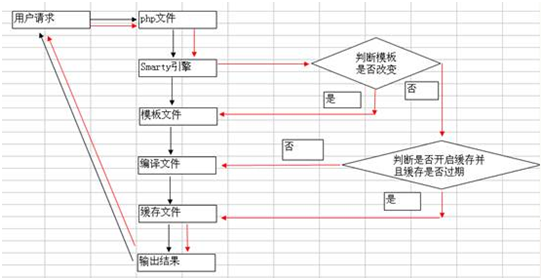 用户请求
php文件
Smarty引擎
判断模板
是否改变
是
否
模板文件
否
编译文件
判断是否开启缓存并
且缓存是否过期
是
缓存文件
输出结果